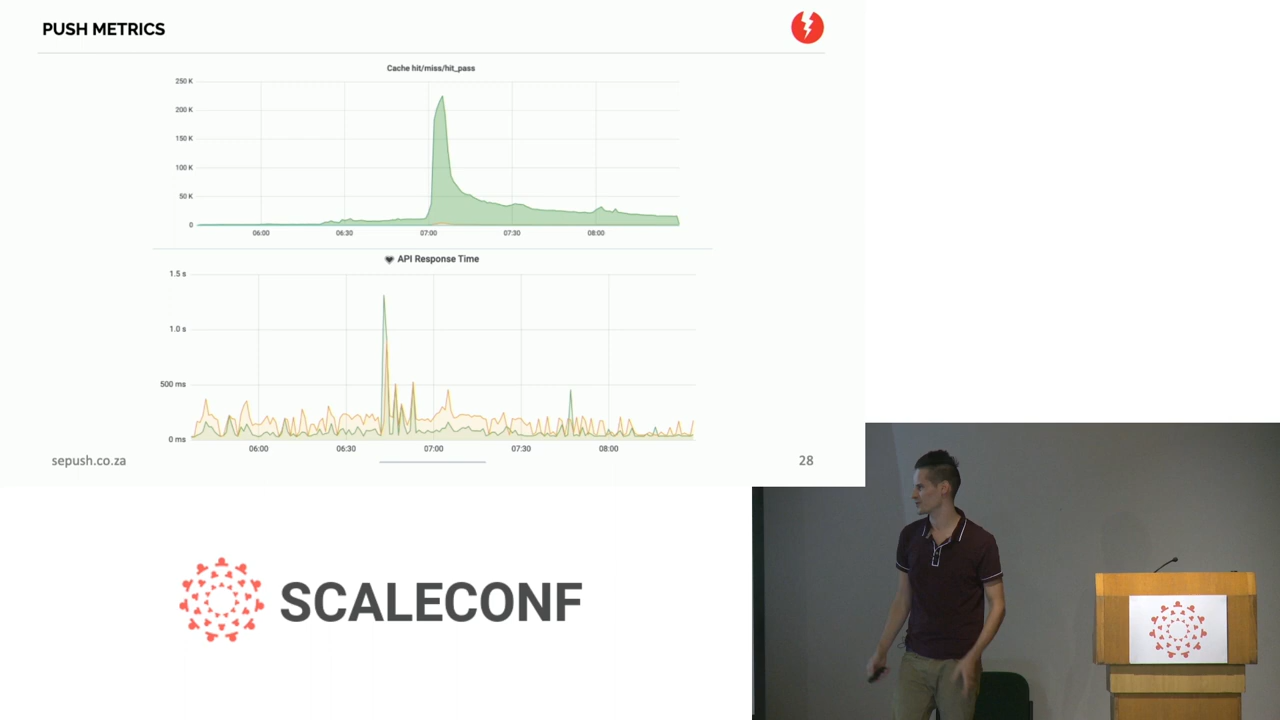 PUSH METRICS
Cache hit/miss/hit_pass
250 K
200 K
150 K
100 K
50 K
0
06:00 06:30 07:00 07:30 08:00
API Response Time
1.5 s
1.0 s
500 ms
0 ms
06:00 06:30 07:00 07:30 08:00
sepush.co.za
28
SCALECONF